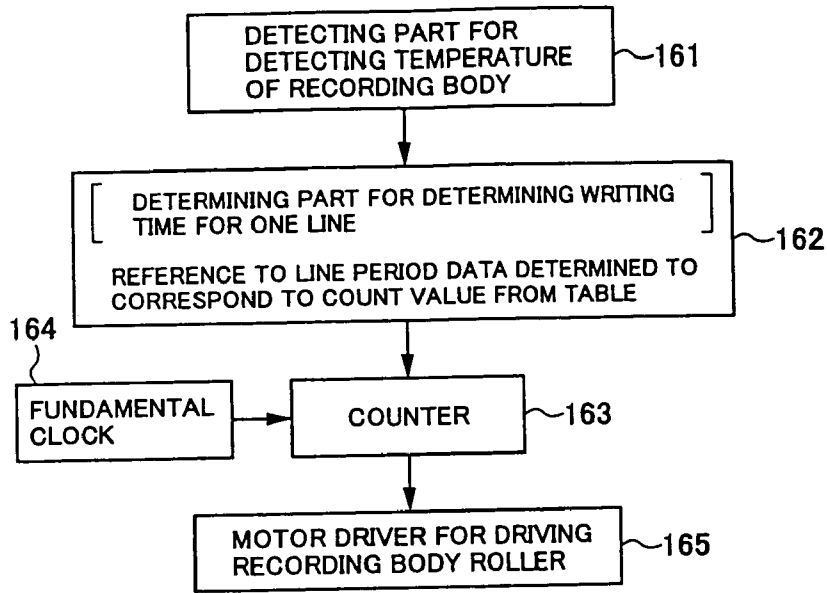 DETECTING PART FOR
DETECTING TEMPERATURE
OF RECORDING BODY
161
DETERMINING PART FOR DETERMINING WRITING
TIME FOR ONE LINE
REFERENCE TO LINE PERIOD DATA DETERMINED TO
CORRESPOND TO COUNT VALUE FROM TABLE
162
164
FUNDAMENTAL
CLOCK
COUNTER
163
MOTOR DRIVER FOR DRIVING
RECORDING BODY ROLLER
165